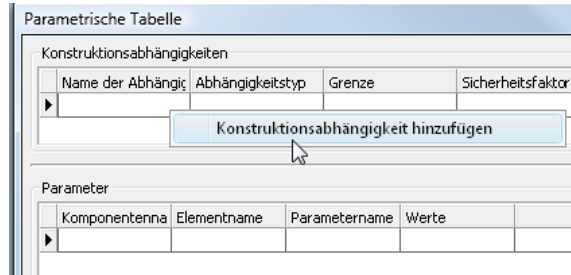 Parametrische Tabelle
Konstruktionsabhängigkeiten
Name der Abhängig Abhängigkeitstyp Grenze Sicherheitsfaktor
Konstruktionsabhängigkeit hinzufügen
Parameter
Komponentenna Elementname Parametername Werte